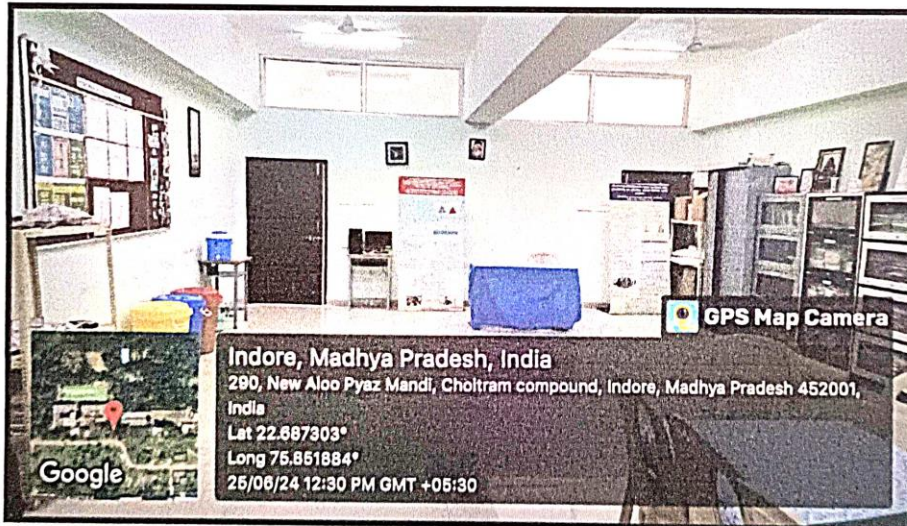 GPS Map Camera
Indore, Madhya Pradesh, India
290, New Aloo Pyaz Mandi, Choitram compound, Indore, Madhya Pradesh 452001,
India
Lat 22.687303°
Long 75.851884°
25/06/24 12:30 PM GMT +05:30
Google